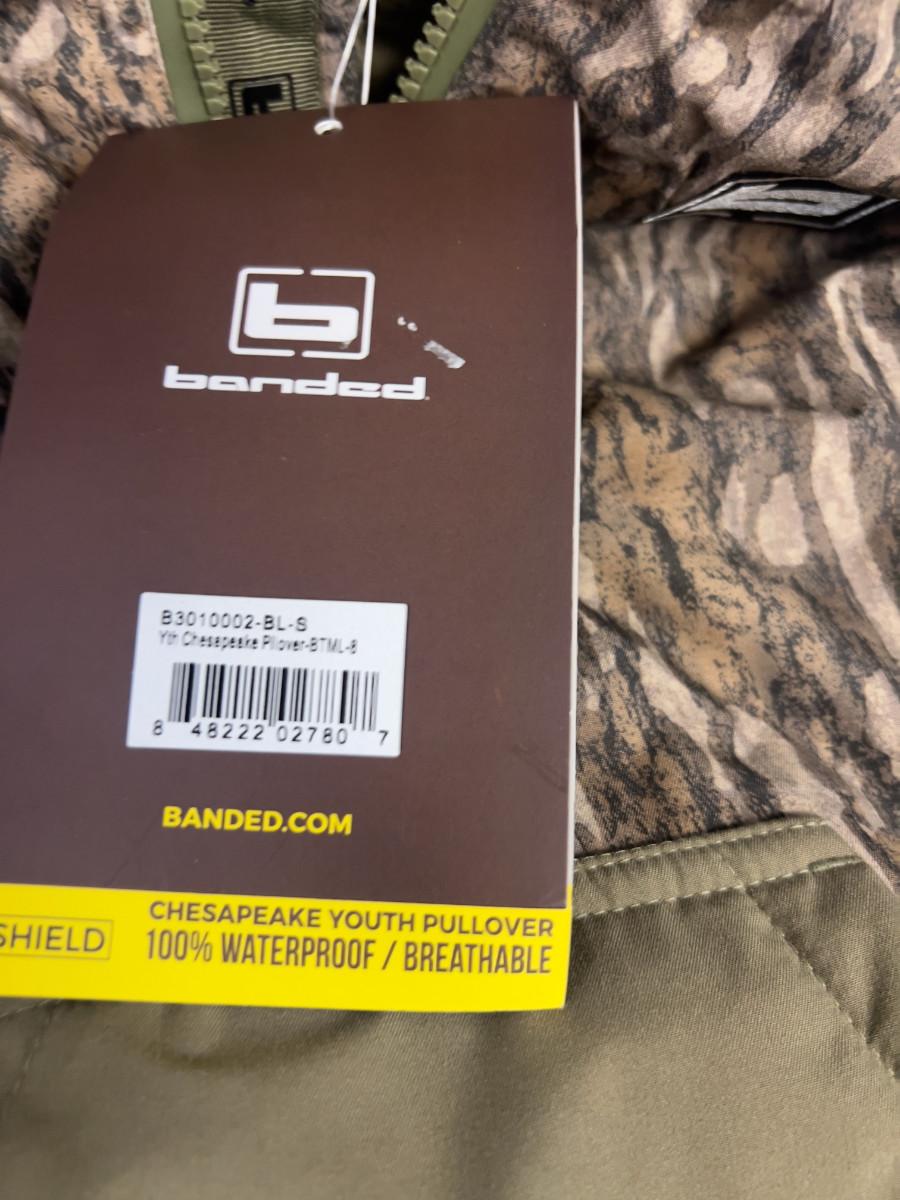 b
banded
B3010002-BL-S
Yth Chesapeake Pllover-BTML-8
8 48222 02780 7
BANDED.COM
SHIELD
CHESAPEAKE YOUTH PULLOVER
100% WATERPROOF / BREATHABLE